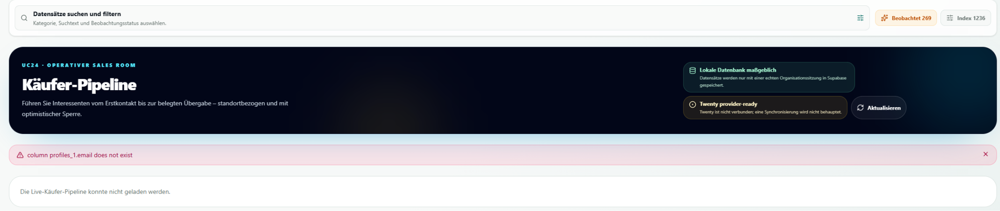 Datensätze suchen und filtern
Kategorie, Suchtext und Beobachtungsstatus auswählen.
Beobachtet 269
Index 1236
UC24 · OPERATIVER SALES ROOM
Käufer-Pipeline
Führen Sie Interessenten vom Erstkontakt bis zur belegten Übergabe – standortbezogen und mit
optimistischer Sperre.
Lokale Datenbank maßgeblich
Datensätze werden nur mit einer echten Organisationssitzung in Supabase
gespeichert.
Twenty provider-ready
Twenty ist nicht verbunden; eine Synchronisierung wird nicht behauptet.
Aktualisieren
column profiles_1.email does not exist
Die Live-Käufer-Pipeline konnte nicht geladen werden.